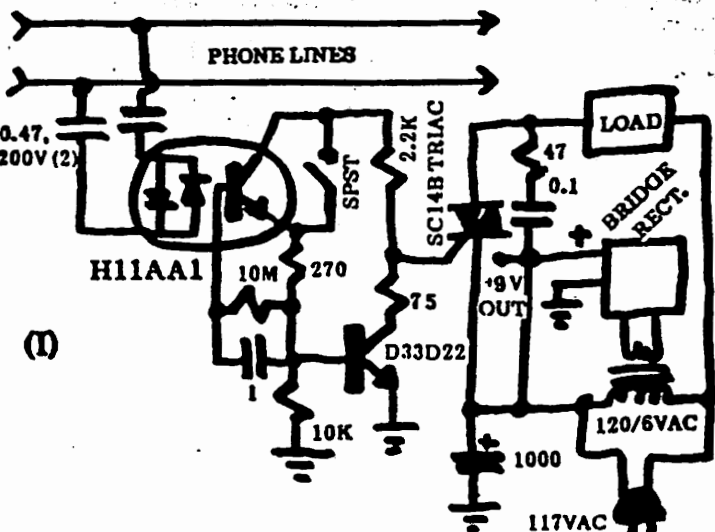 PHONE LINES
0.47,
200V (2)
H11AA1
SPST
2.2K
SC14B TRIAC
LOAD
47
0.1
BRIDGE
RECT.
+
+9V
OUT
10M
270
75
(I)
1
D33D22
10K
+
1000
120/6VAC
117VAC